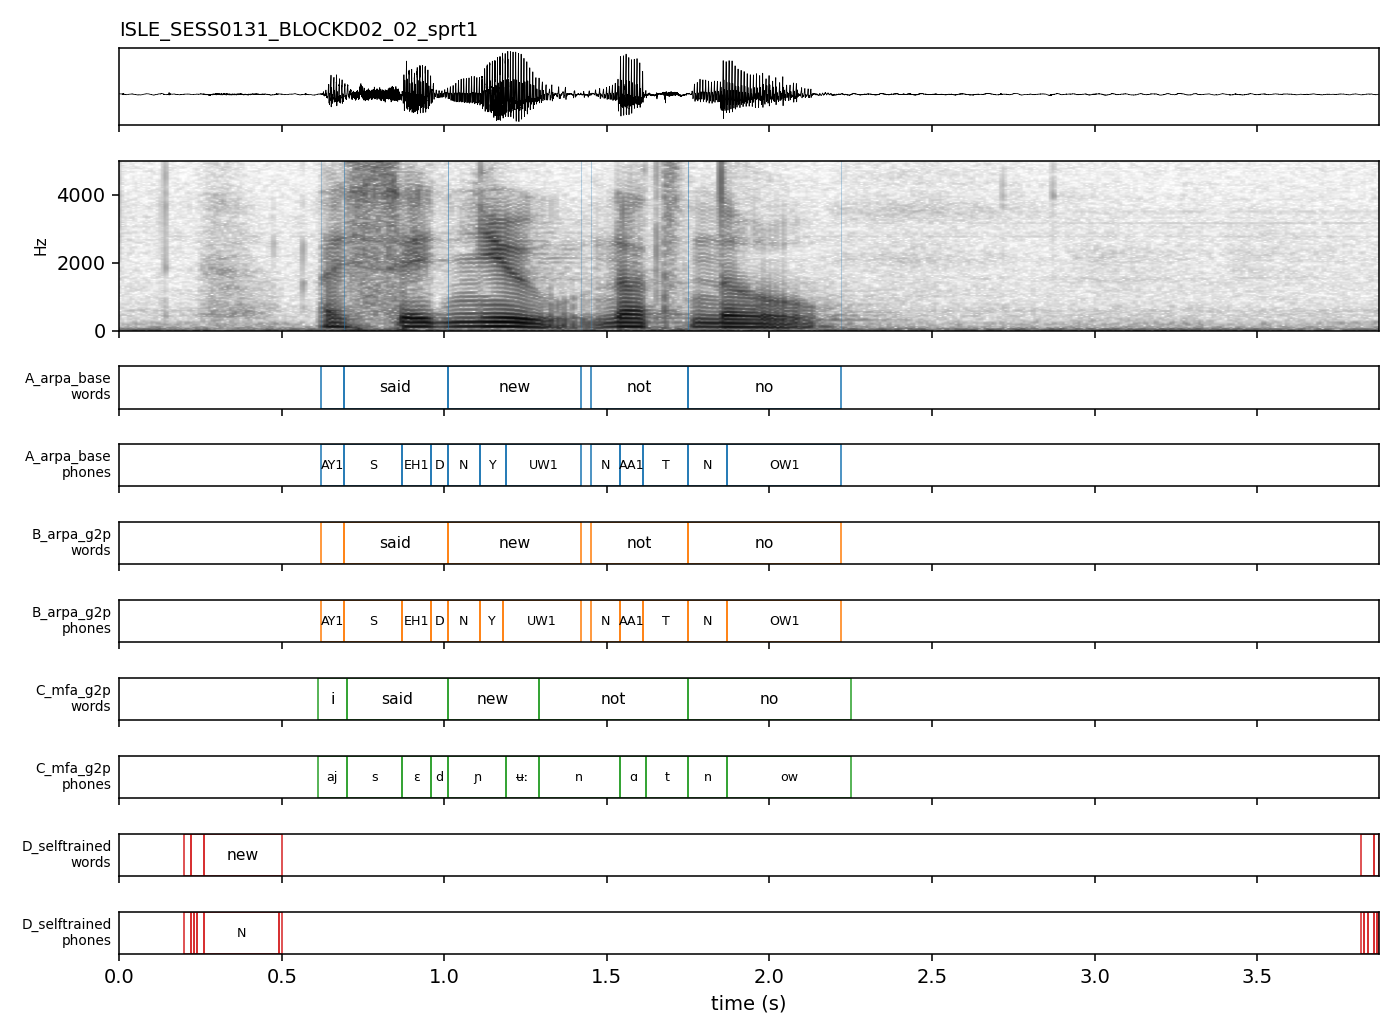 ISLE_SESS0131_BLOCKD02_02_sprt1
4000
Hz
2000
0
A_arpa_base
words
said new not no
A_arpa_base
phones
AY1 S EH1 D N Y UW1 N AA1 T N OW1
B_arpa_g2p
words
said new not no
B_arpa_g2p
phones
AY1 S EH1 D N Y UW1 N AA1 T N OW1
C_mfa_g2p
words
i said new not no
C_mfa_g2p
phones
aj s ɛ d ɲ ʉː n ɑ t n ow
D_selftrained
words
new
D_selftrained
phones
N
0.0 0.5 1.0 1.5 2.0 2.5 3.0 3.5
time (s)